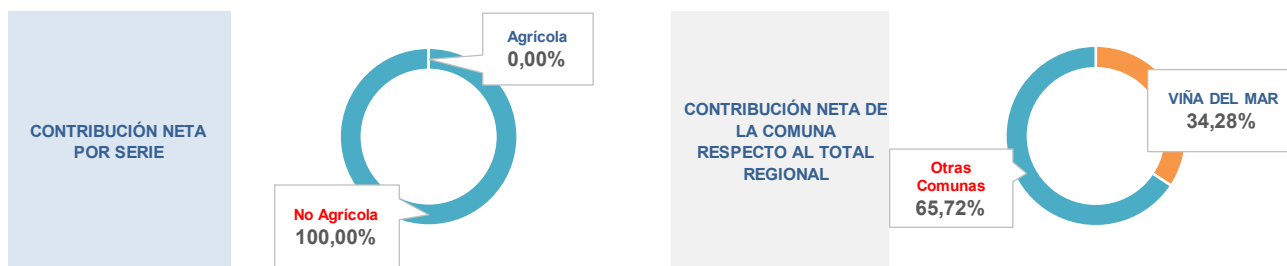 CONTRIBUCIÓN NETA
POR SERIE
Agrícola
0,00%
No Agrícola
100,00%
CONTRIBUCIÓN NETA DE
LA COMUNA
RESPECTO AL TOTAL
REGIONAL
VIÑA DEL MAR
34,28%
Otras
Comunas
65,72%